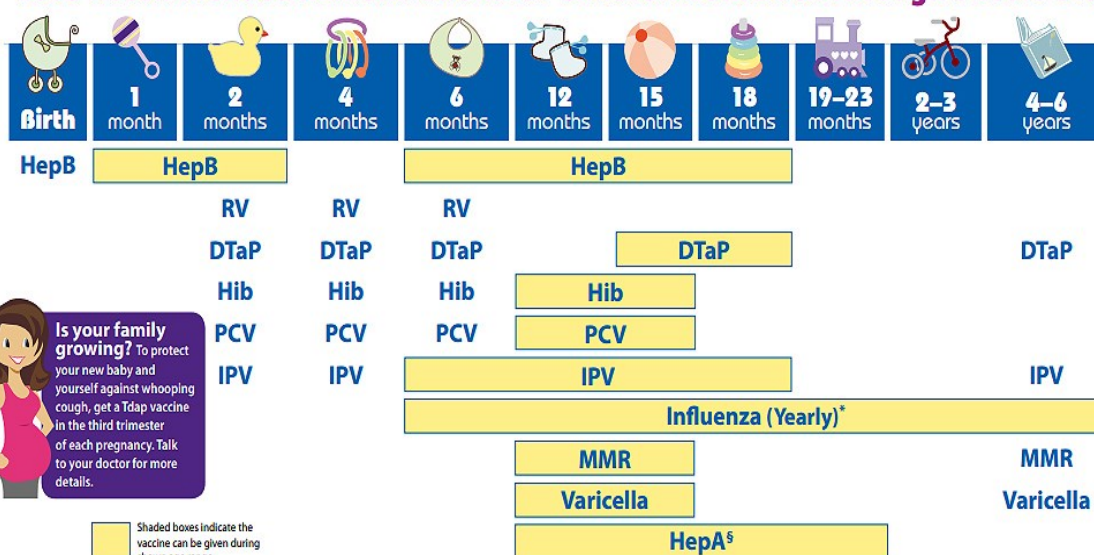 Birth
1
month
2
months
4
months
6
months
12
months
15
months
18
months
19–23
months
2–3
years
4–6
years
HepB HepB HepB
RV RV RV
DTaP DTaP DTaP DTaP DTaP
Hib Hib Hib Hib
PCV PCV PCV PCV
IPV IPV IPV IPV
Influenza (Yearly)*
MMR MMR
Varicella Varicella
HepA§
Is your family
growing? To protect
your new baby and
yourself against whooping
cough, get a Tdap vaccine
in the third trimester
of each pregnancy. Talk
to your doctor for more
details.
Shaded boxes indicate the
vaccine can be given during